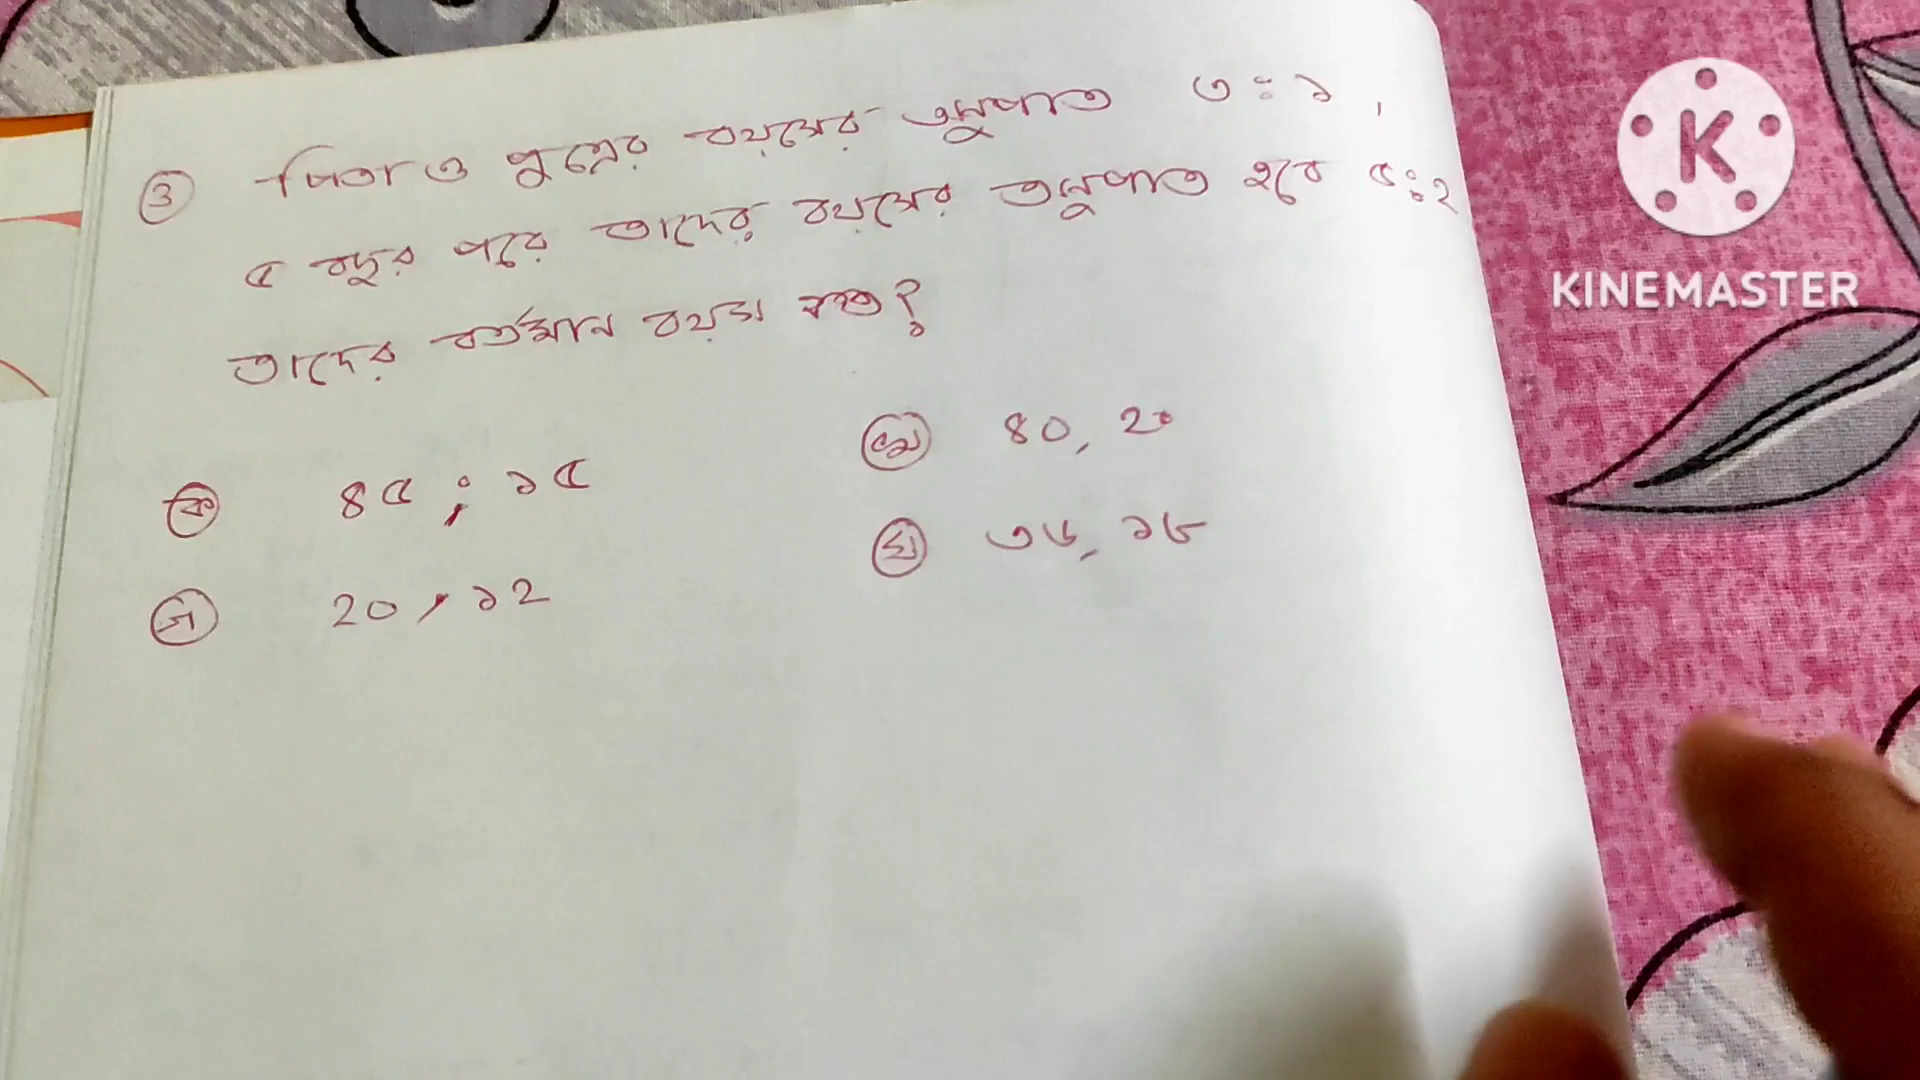 ③ পিতা ও পুত্রের বয়সের অনুপাত ৩ : ১,
৫ বছর পরে তাদের বয়সের অনুপাত হবে ৫:২
তাদের বর্তমান বয়স কত?
ক ৪৫ ; ১৫
খ ৪০, ২০
গ ২০, ১২
ঘ ৩৬, ১৮
K
KINEMASTER